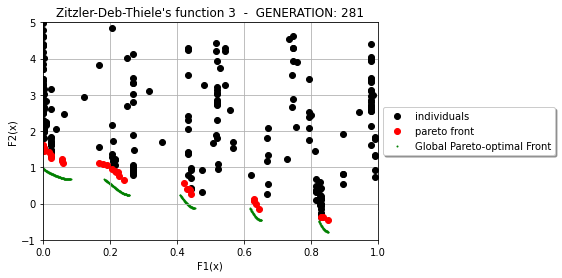 Zitzler-Deb-Thiele's function 3 - GENERATION: 281
5
4
3
2
1
0
−1
F2(x)
0.0 0.2 0.4 0.6 0.8 1.0
F1(x)
individuals
pareto front
Global Pareto-optimal Front